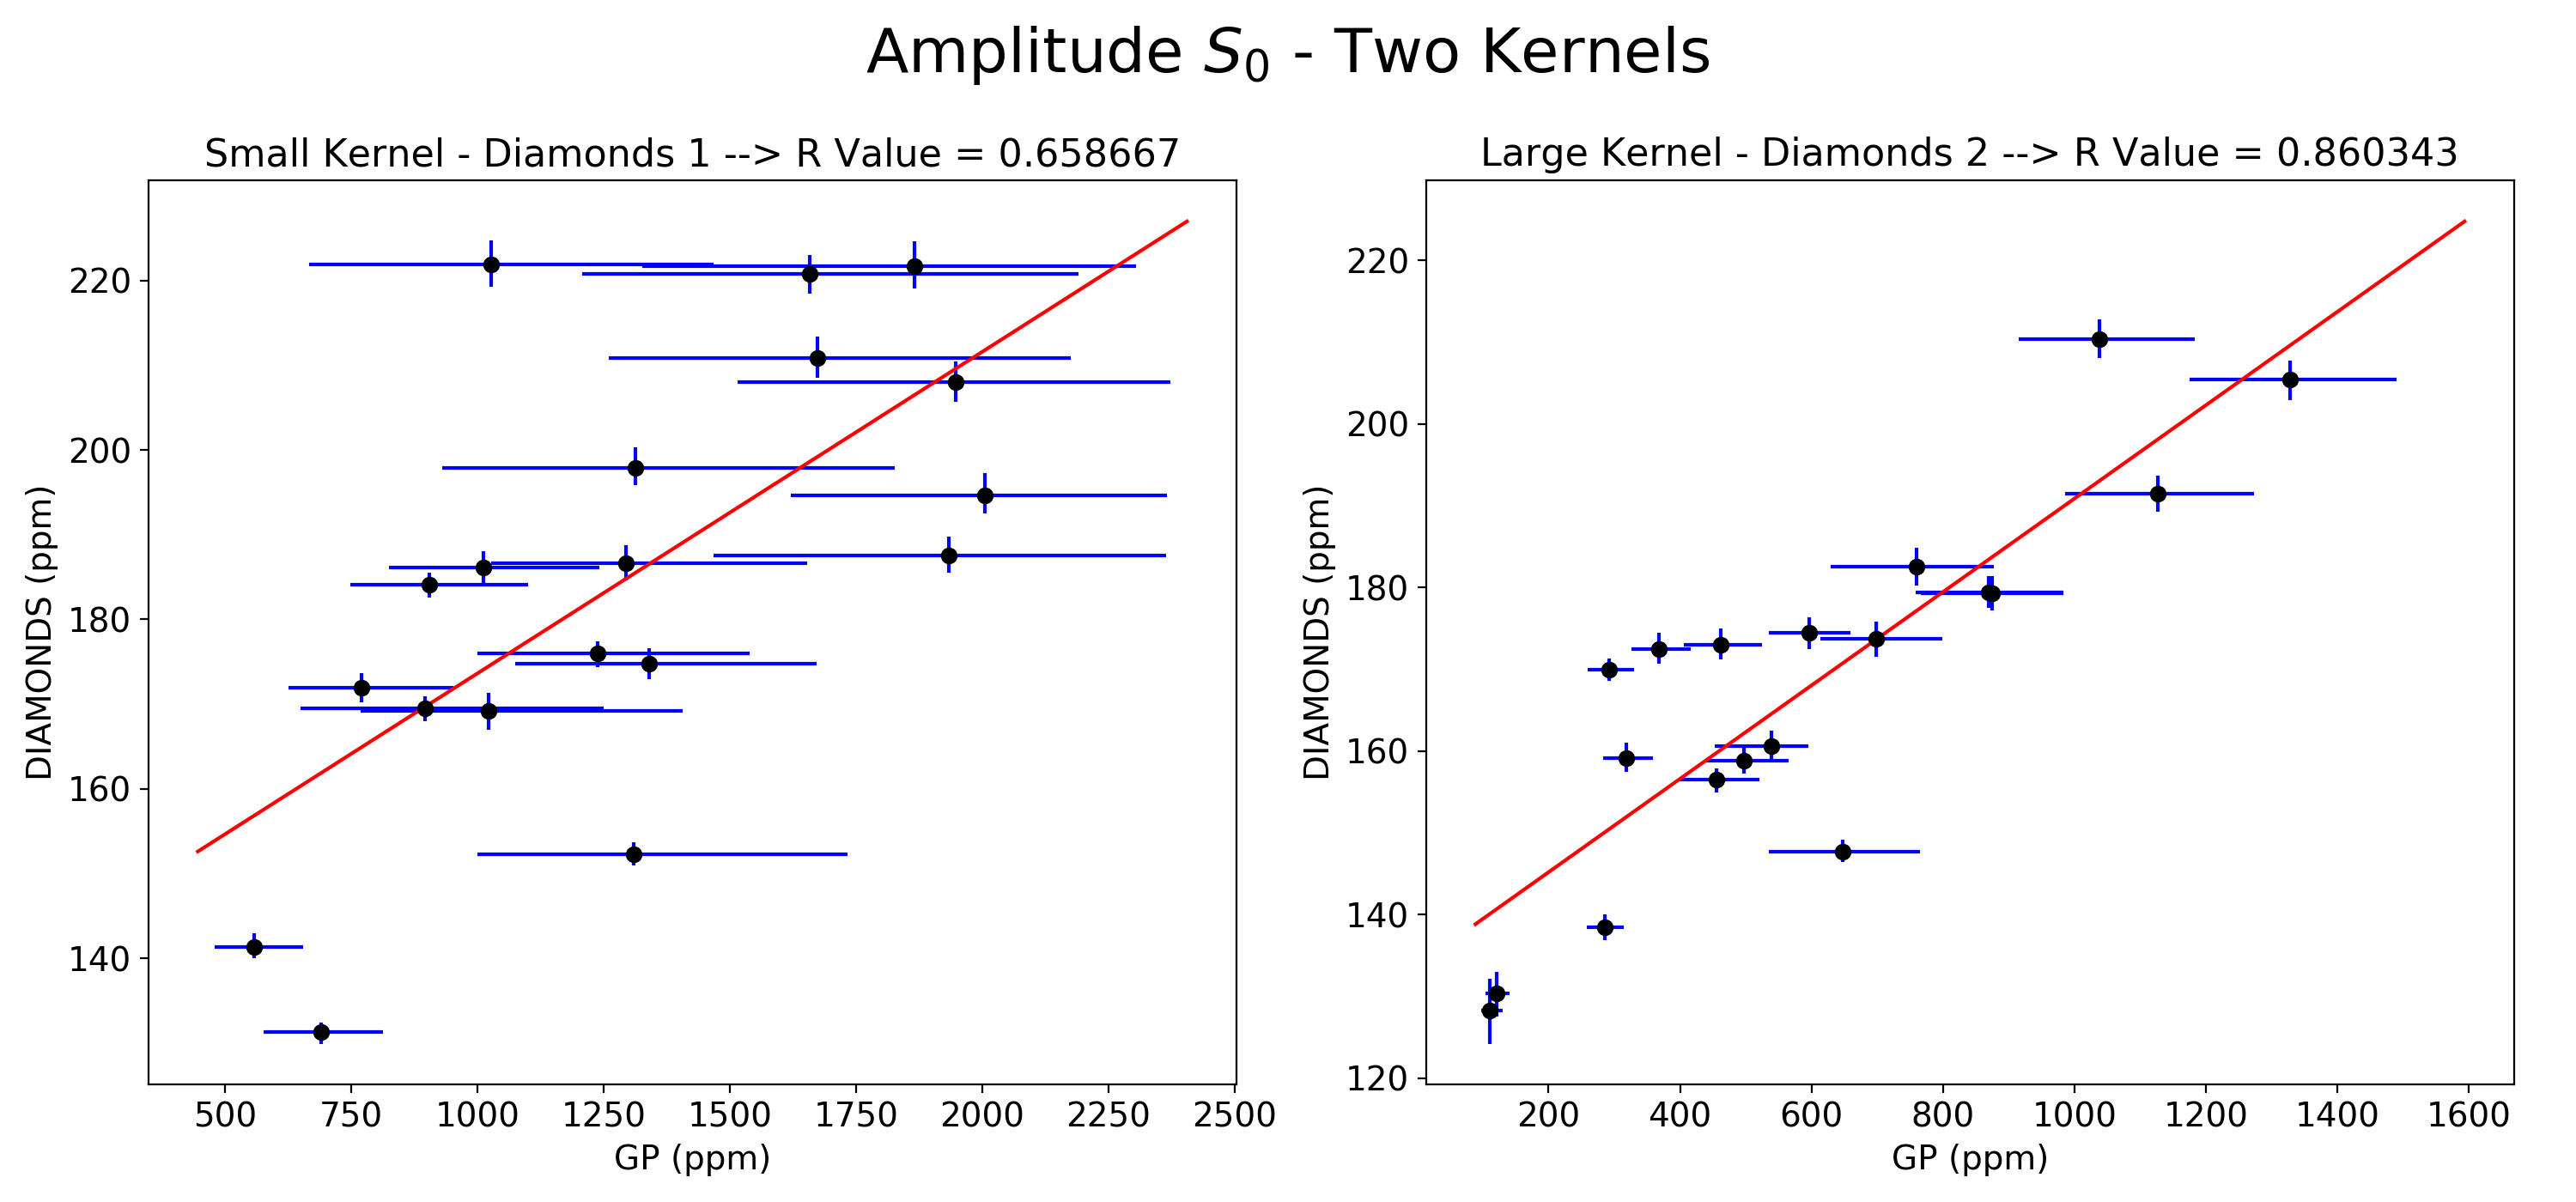 Amplitude S₀ - Two Kernels
Small Kernel - Diamonds 1 --> R Value = 0.658667
DIAMONDS (ppm)
220
200
180
160
140
500 750 1000 1250 1500 1750 2000 2250 2500
GP (ppm)
Large Kernel - Diamonds 2 --> R Value = 0.860343
DIAMONDS (ppm)
220
200
180
160
140
120
200 400 600 800 1000 1200 1400 1600
GP (ppm)